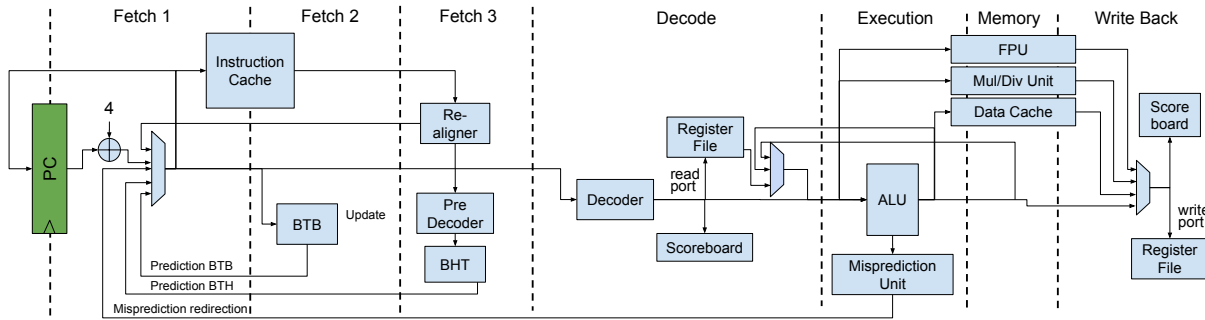 Fetch 1
Fetch 2
Fetch 3
Decode
Execution
Memory
Write Back
Instruction
Cache
FPU
Mul/Div Unit
Data Cache
Score
board
4
Re-
aligner
Register
File
PC
read
port
Decoder
ALU
Pre
Decoder
BTB
Update
Scoreboard
write
port
Register
File
BHT
Misprediction
Unit
Prediction BTB
Prediction BTH
Misprediction redirection